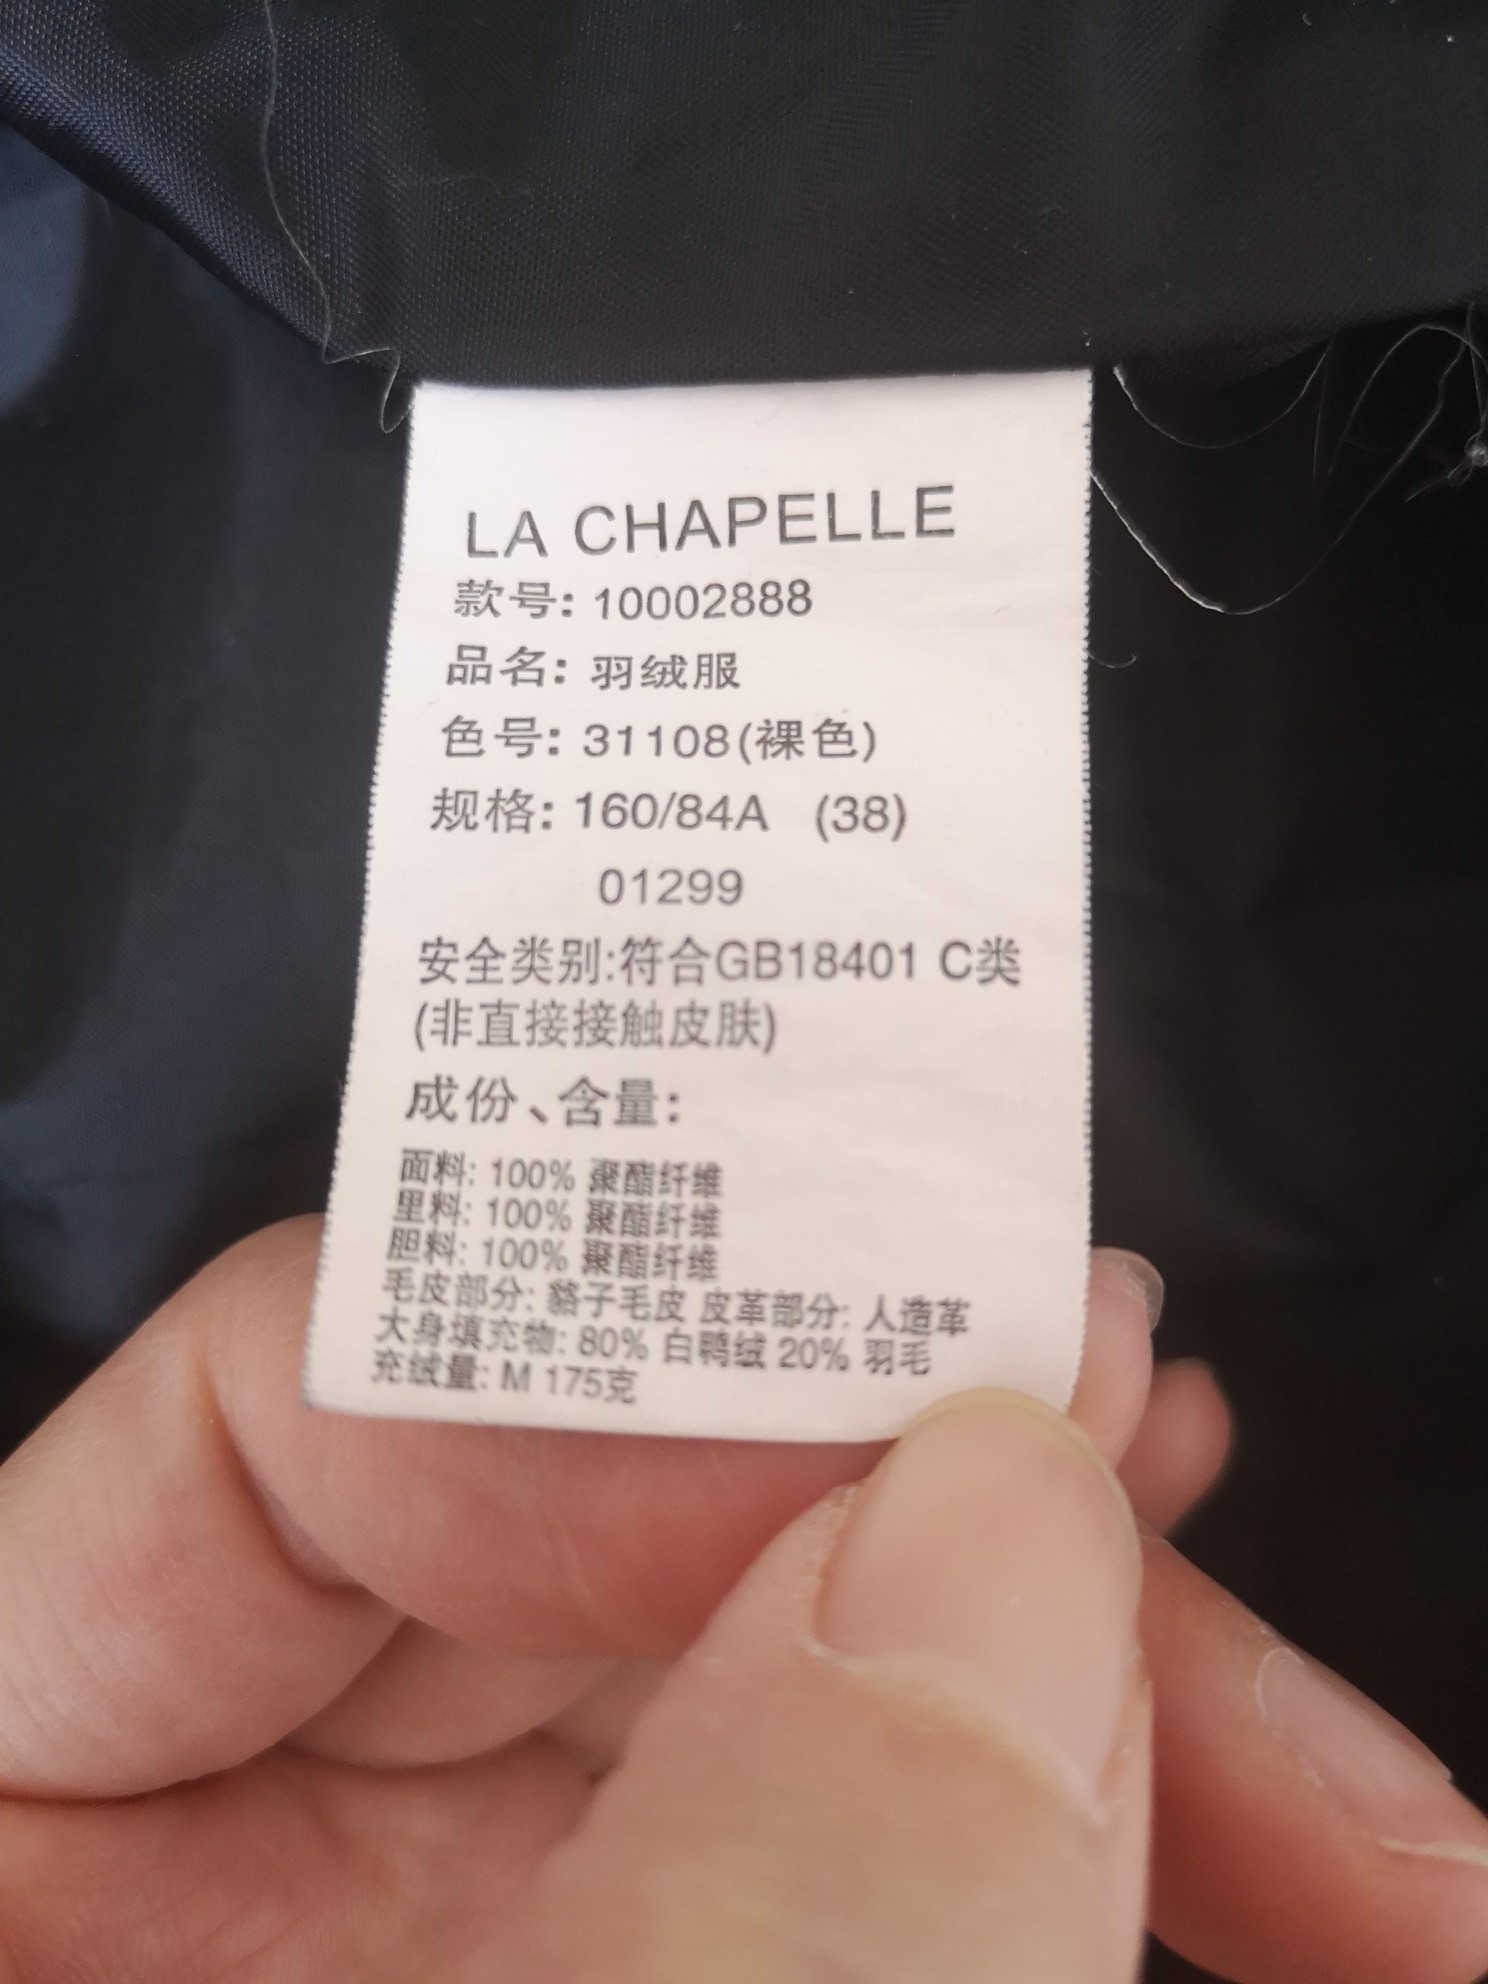 LA CHAPELLE
款号: 10002888
品名: 羽绒服
色号: 31108(裸色)
规格: 160/84A (38)
01299
安全类别:符合GB18401 C类
(非直接接触皮肤)
成份、含量:
面料: 100% 聚酯纤维
里料: 100% 聚酯纤维
胆料: 100% 聚酯纤维
毛皮部分: 貉子毛皮 皮革部分: 人造革
大身填充物: 80% 白鸭绒 20% 羽毛
充绒量: M 175克